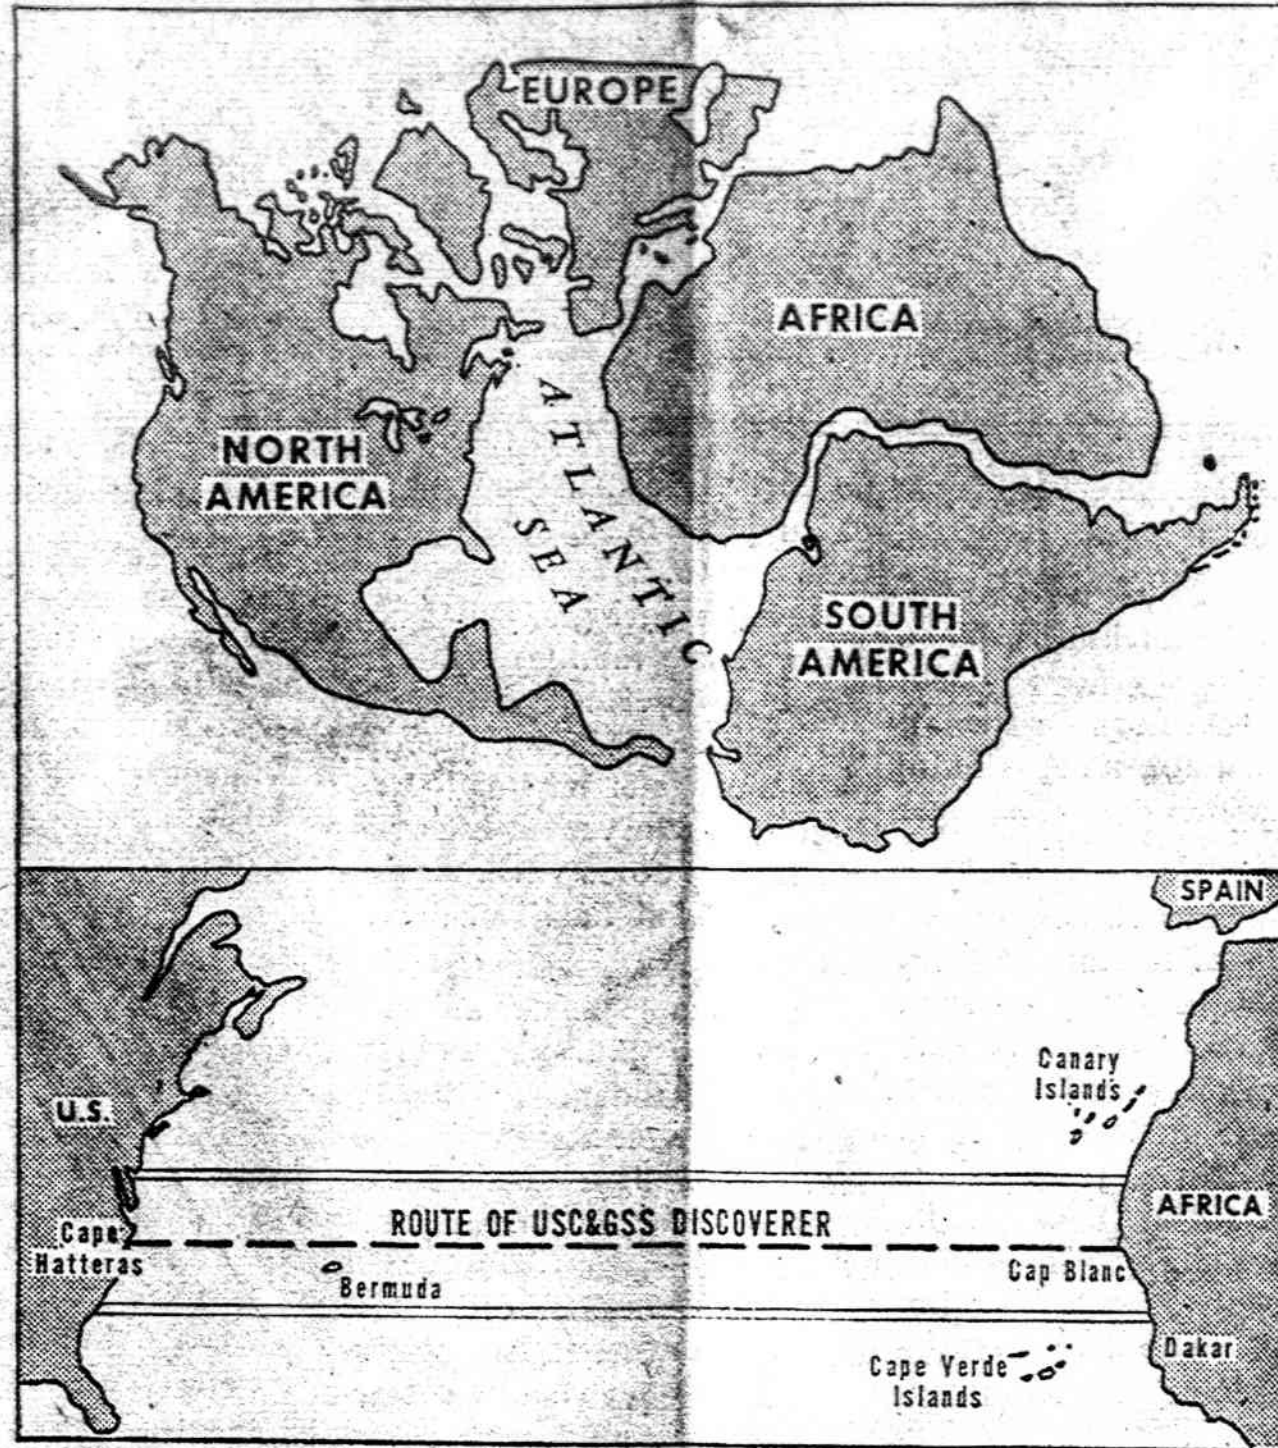 EUROPE
AFRICA
NORTH
AMERICA
ATLANTIC
SEA
SOUTH
AMERICA
SPAIN
Canary
Islands
U.S.
AFRICA
ROUTE OF USC&GSS DISCOVERER
Cape
Hatteras
Cap Blanc
Bermuda
Dakar
Cape Verde
Islands